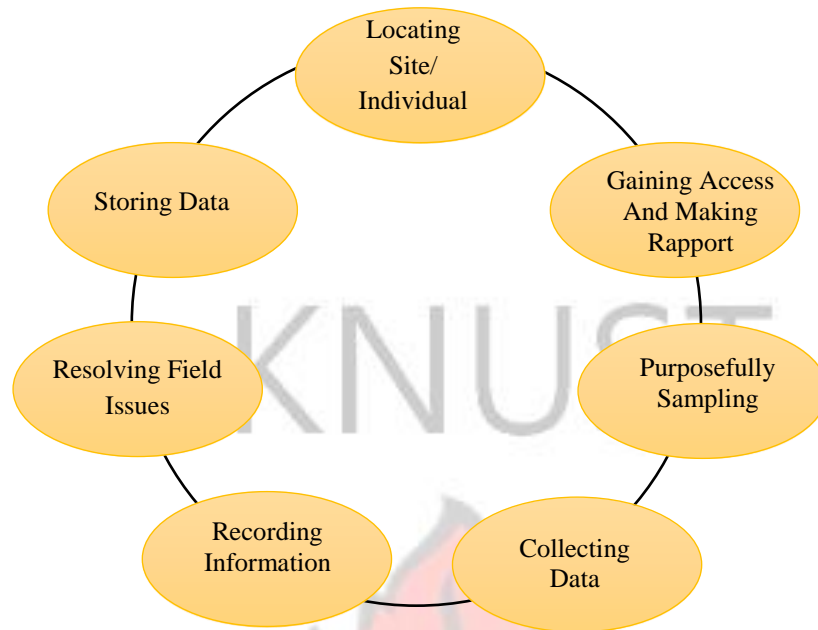 Locating
Site/
Individual
Gaining Access
And Making
Rapport
Purposefully
Sampling
Collecting
Data
Recording
Information
Resolving Field
Issues
Storing Data
KNUST